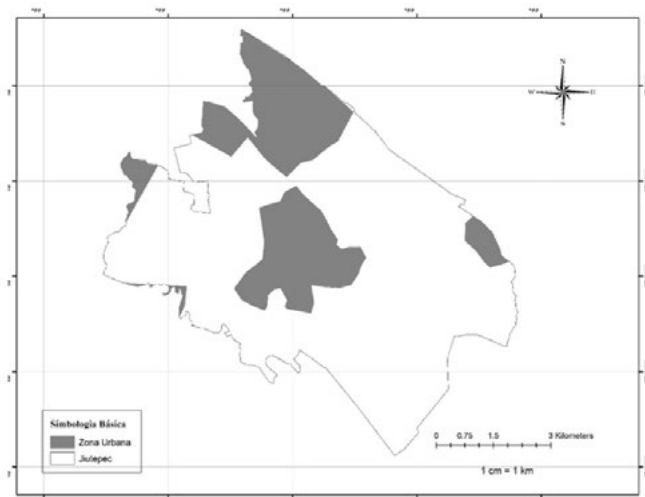 N
W E
S
Simbología Básica
Zona Urbana
Jiutepec
0 0.75 1.5 3 Kilometers
1 cm = 1 km